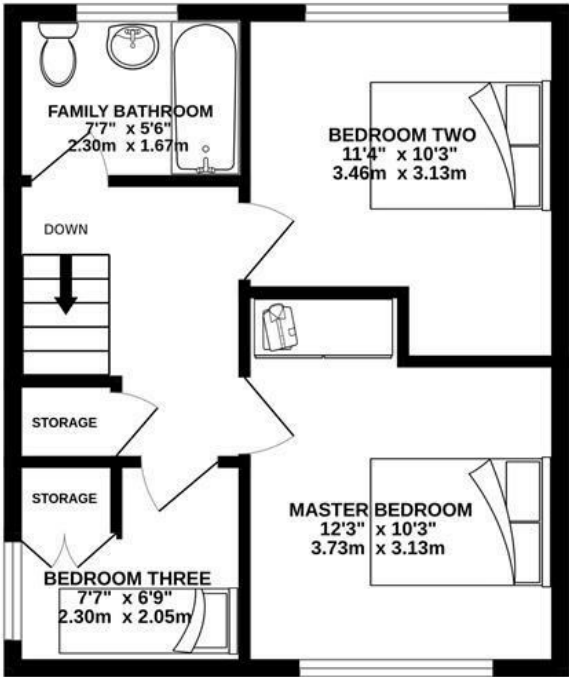 FAMILY BATHROOM
7'7" x 5'6"
2.30m x 1.67m
BEDROOM TWO
11'4" x 10'3"
3.46m x 3.13m
DOWN
STORAGE
STORAGE
MASTER BEDROOM
12'3" x 10'3"
3.73m x 3.13m
BEDROOM THREE
7'7" x 6'9"
2.30m x 2.05m